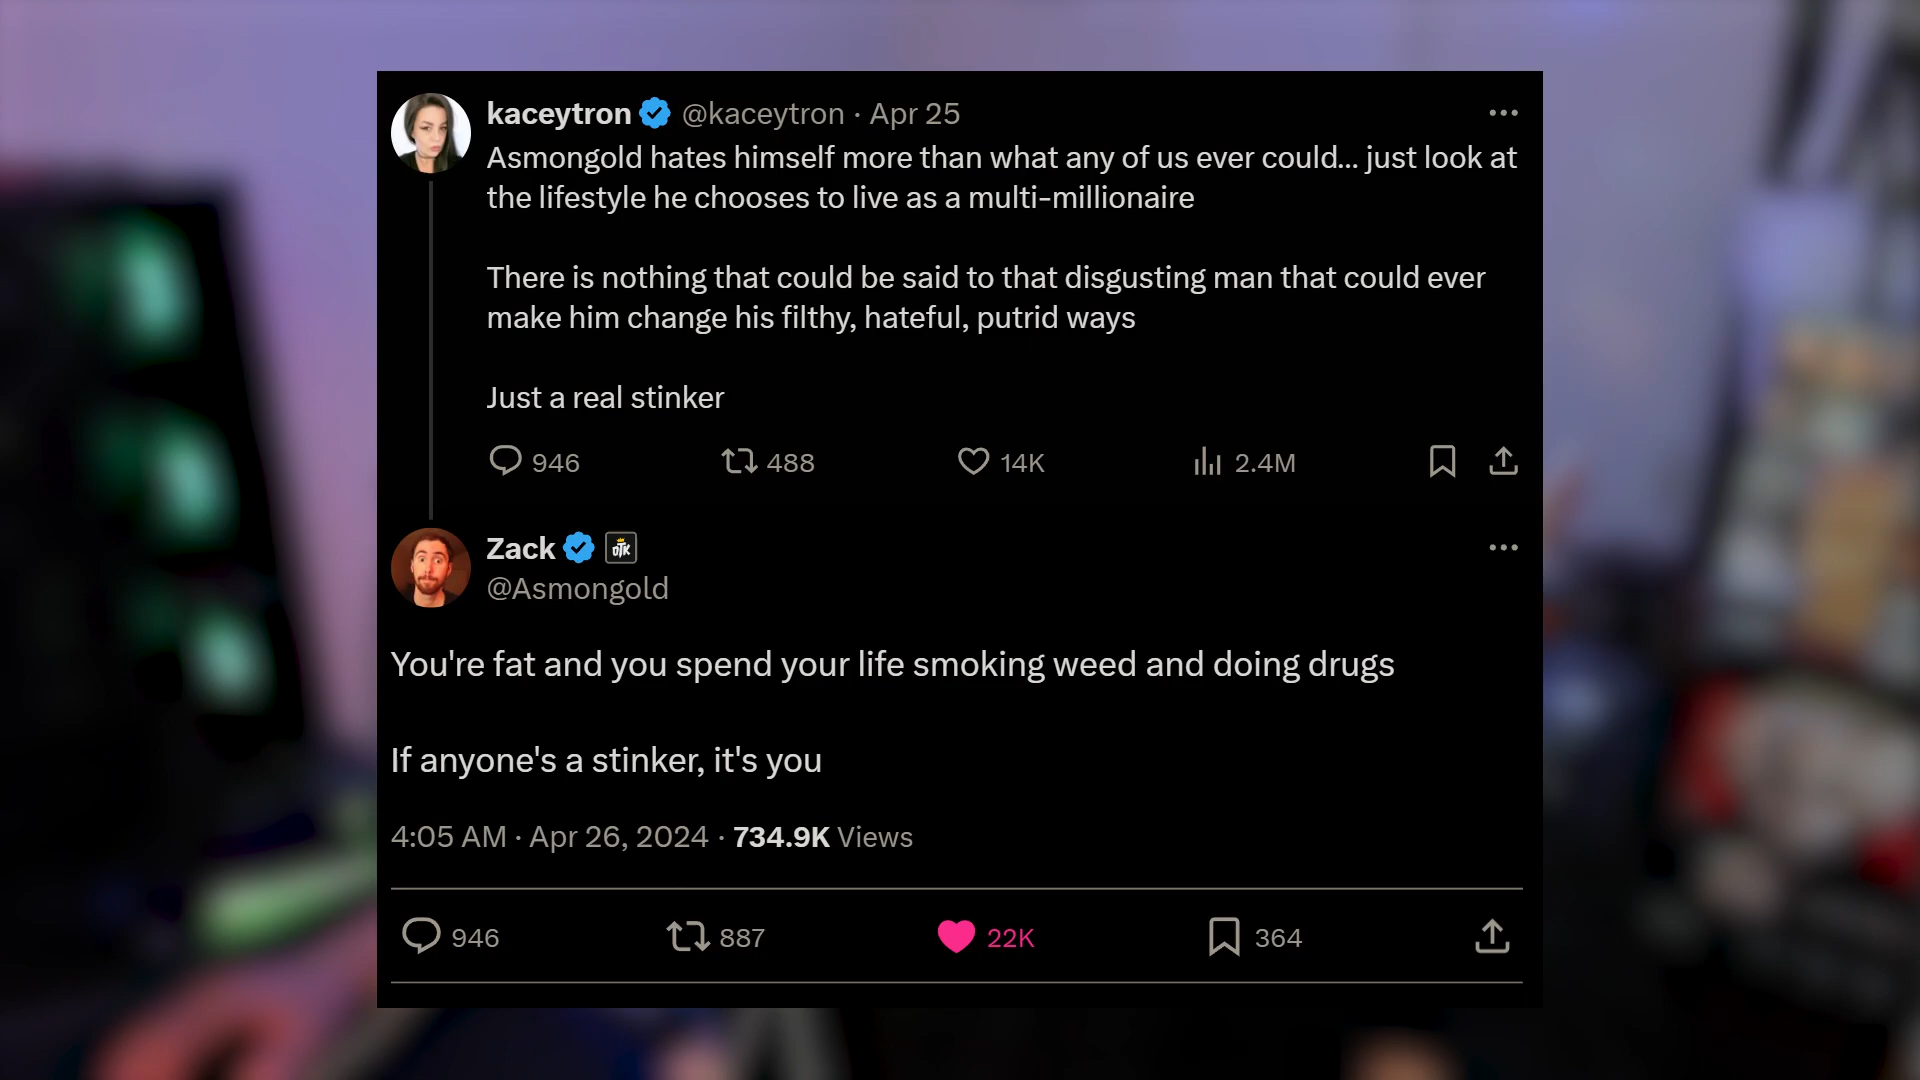 kaceytron @kaceytron · Apr 25
Asmongold hates himself more than what any of us ever could... just look at
the lifestyle he chooses to live as a multi-millionaire
There is nothing that could be said to that disgusting man that could ever
make him change his filthy, hateful, putrid ways
Just a real stinker
946 488 14K 2.4M
Zack OTK
@Asmongold
You're fat and you spend your life smoking weed and doing drugs
If anyone's a stinker, it's you
4:05 AM · Apr 26, 2024 · 734.9K Views
946 887 22K 364